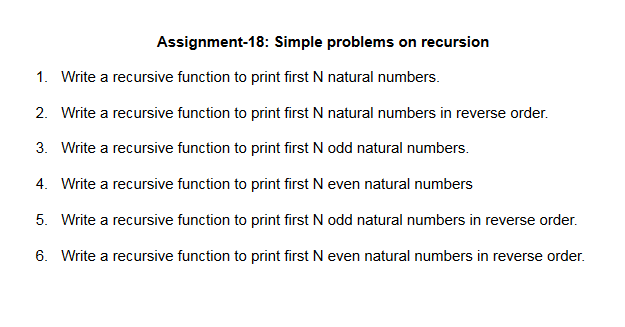 Assignment-18: Simple problems on recursion
1. Write a recursive function to print first N natural numbers.
2. Write a recursive function to print first N natural numbers in reverse order.
3. Write a recursive function to print first N odd natural numbers.
4. Write a recursive function to print first N even natural numbers
5. Write a recursive function to print first N odd natural numbers in reverse order.
6. Write a recursive function to print first N even natural numbers in reverse order.